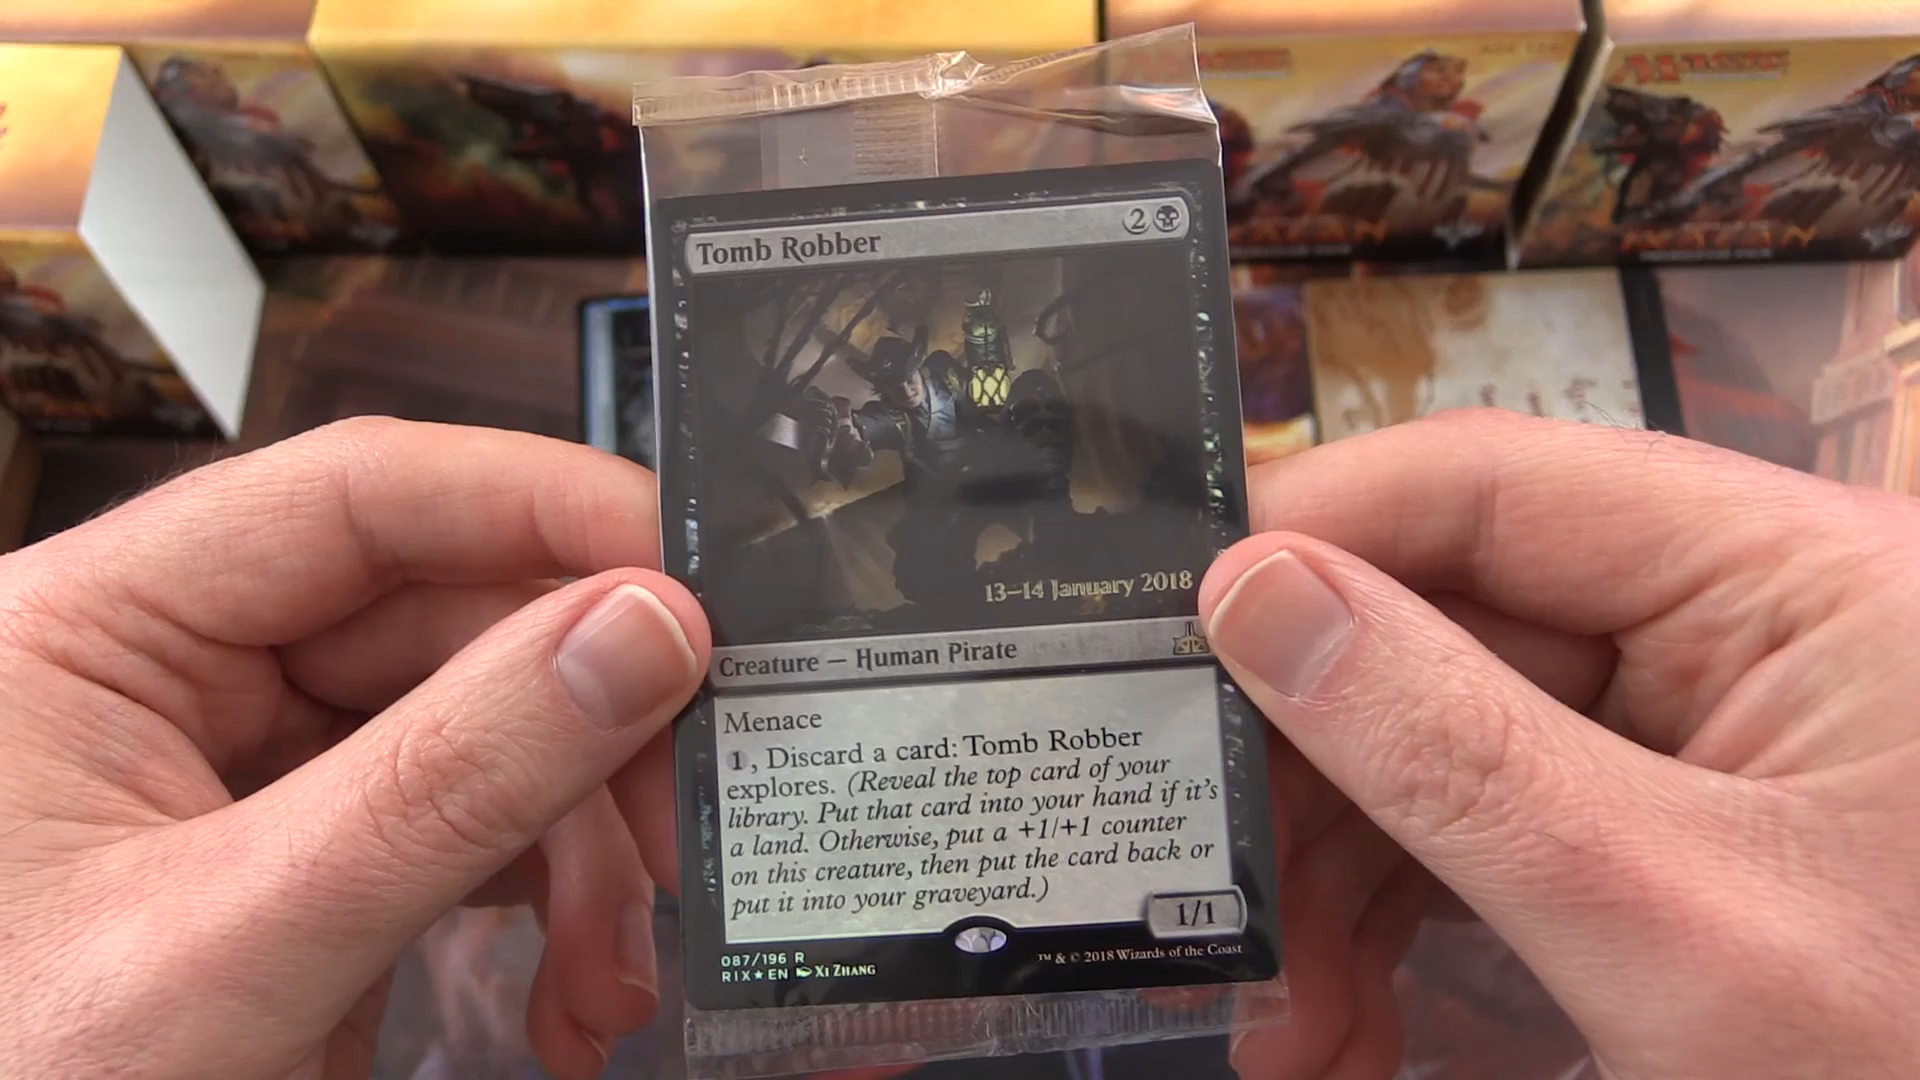 MAGIC
MAGIC
IXALAN
Tomb Robber
2
13–14 January 2018
Creature — Human Pirate
Menace
1, Discard a card: Tomb Robber
explores. (Reveal the top card of your
library. Put that card into your hand if it's
a land. Otherwise, put a +1/+1 counter
on this creature, then put the card back or
put it into your graveyard.)
1/1
087/196 R
RIX★EN Xi Zhang
™ & © 2018 Wizards of the Coast